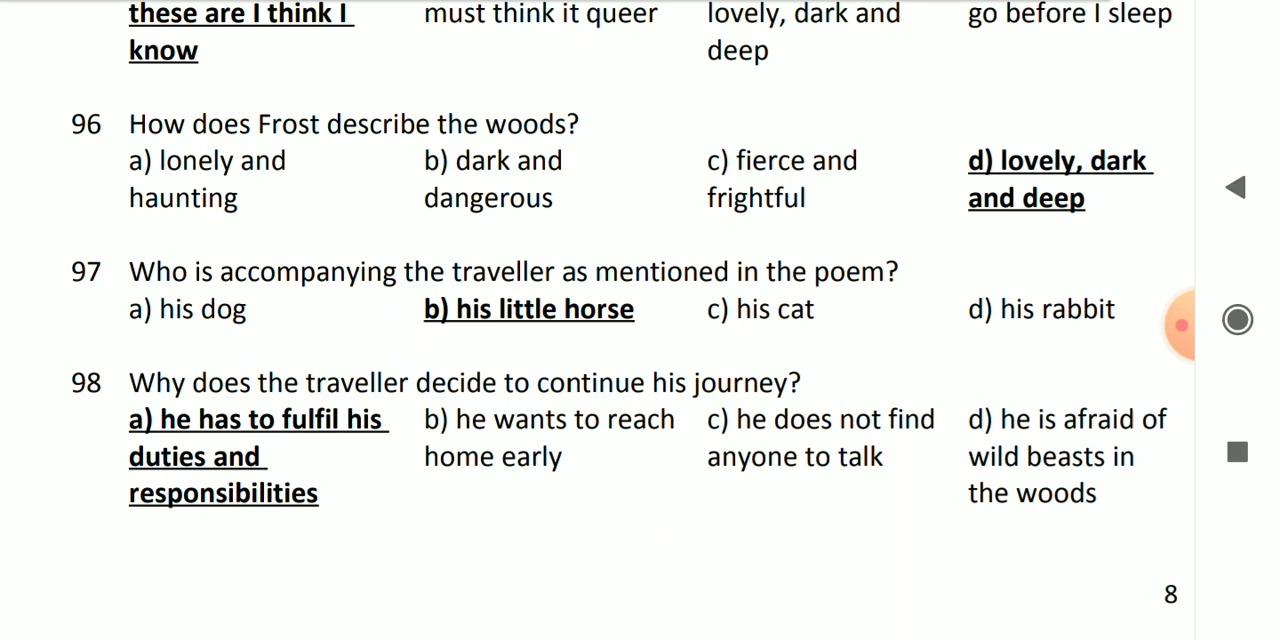 these are I think I must think it queer lovely, dark and go before I sleep
know deep
96 How does Frost describe the woods?
a) lonely and b) dark and c) fierce and d) lovely, dark
haunting dangerous frightful and deep
97 Who is accompanying the traveller as mentioned in the poem?
a) his dog b) his little horse c) his cat d) his rabbit
98 Why does the traveller decide to continue his journey?
a) he has to fulfil his b) he wants to reach c) he does not find d) he is afraid of
duties and home early anyone to talk wild beasts in
responsibilities the woods
8